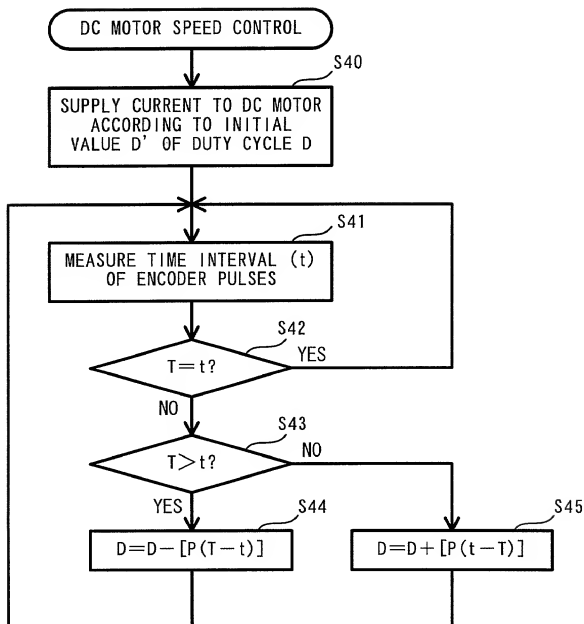 DC MOTOR SPEED CONTROL
S40
SUPPLY CURRENT TO DC MOTOR
ACCORDING TO INITIAL
VALUE D' OF DUTY CYCLE D
S41
MEASURE TIME INTERVAL (t)
OF ENCODER PULSES
S42
T=t?
YES
NO
S43
T>t?
NO
YES
S44
D=D-[P(T-t)]
S45
D=D+[P(t-T)]